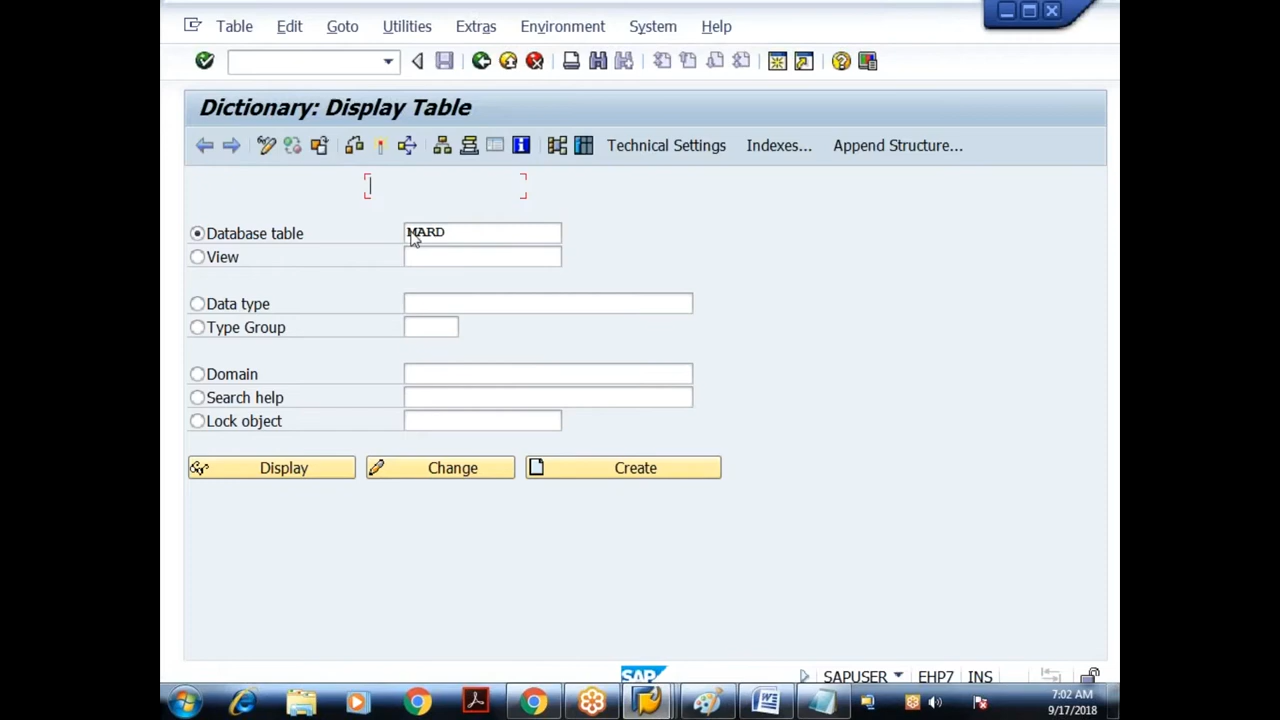 Table Edit Goto Utilities Extras Environment System Help
Dictionary: Display Table
Technical Settings Indexes... Append Structure...
Database table MARD
View
Data type
Type Group
Domain
Search help
Lock object
Display Change Create
SAP SAPUSER EHP7 INS
7:02 AM
9/17/2018